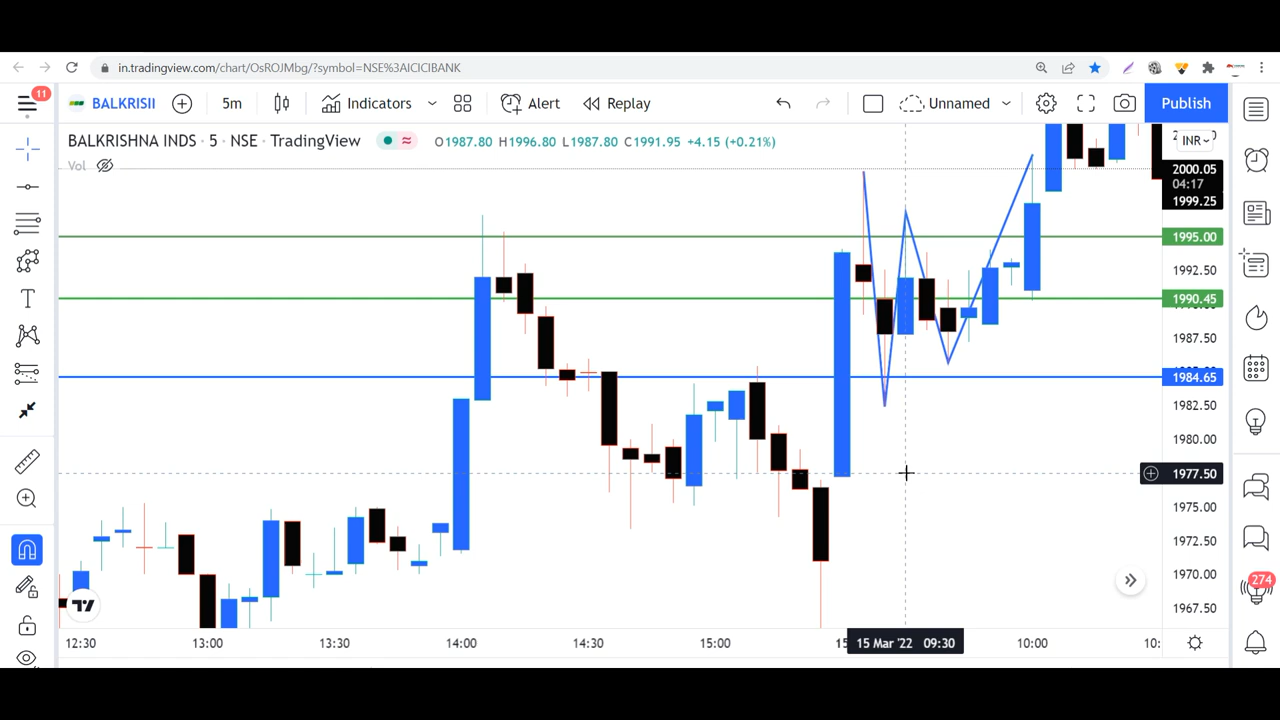 in.tradingview.com/chart/OsROJMbg/?symbol=NSE%3AICICIBANK
11
BALKRISII
5m
Indicators
Alert
Replay
Unnamed
Publish
BALKRISHNA INDS · 5 · NSE · TradingView
O1987.80 H1996.80 L1987.80 C1991.95 +4.15 (+0.21%)
INR
Vol
2000.05
04:17
1999.25
1995.00
1992.50
1990.45
1987.50
1984.65
1982.50
1980.00
1977.50
1975.00
1972.50
1970.00
1967.50
274
12:30
13:00
13:30
14:00
14:30
15:00
15 Mar '22 09:30
10:00
10: